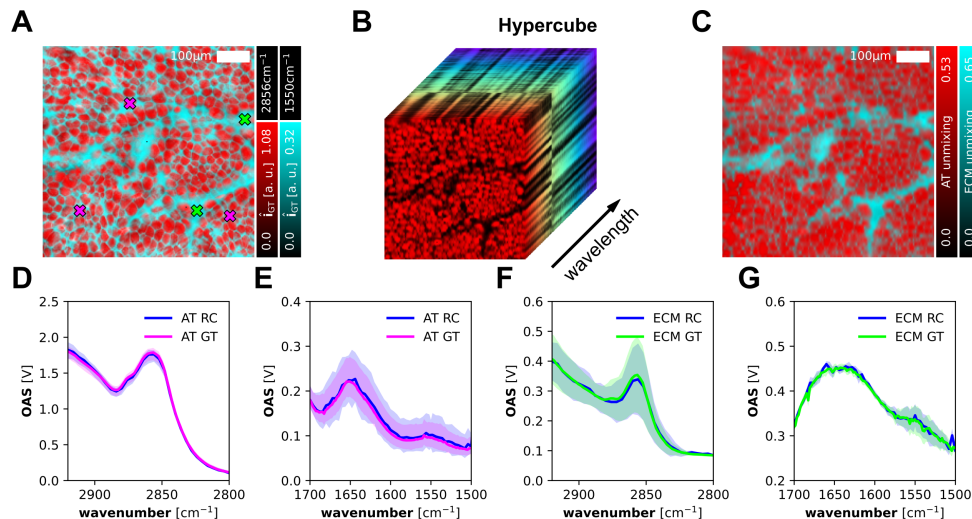 A
100μm
2856cm⁻¹
1550cm⁻¹
0.0 î_GT [a. u.] 1.08
0.0 î_GT [a. u.] 0.32
B
Hypercube
wavelength
C
100μm
0.0 AT unmixing 0.53
0.0 ECM unmixing 0.65
D
2.5
2.0
1.5
1.0
0.5
0.0
OAS [V]
AT RC
AT GT
2900 2850 2800
wavenumber [cm⁻¹]
E
0.4
0.3
0.2
0.1
0.0
OAS [V]
AT RC
AT GT
1700 1650 1600 1550 1500
wavenumber [cm⁻¹]
F
0.6
0.5
0.4
0.3
0.2
0.1
0.0
OAS [V]
ECM RC
ECM GT
2900 2850 2800
wavenumber [cm⁻¹]
G
0.6
0.5
0.4
0.3
0.2
OAS [V]
ECM RC
ECM GT
1700 1650 1600 1550 1500
wavenumber [cm⁻¹]